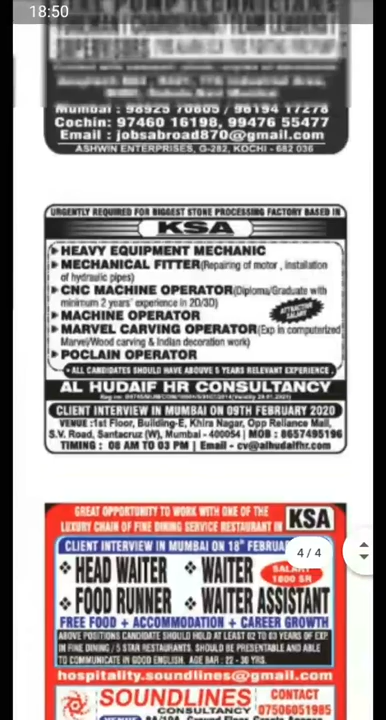 18:50
Mumbai : 98925 70605 / 98194 17278
Cochin: 97460 16198, 99476 55477
Email : jobsabroad870@gmail.com
ASHWIN ENTERPRISES, G-282, KOCHI - 682 036
URGENTLY REQUIRED FOR BIGGEST STONE PROCESSING FACTORY BASED IN
KSA
HEAVY EQUIPMENT MECHANIC
MECHANICAL FITTER(Repairing of motor , installation
of hydraulic pipes)
CNC MACHINE OPERATOR(Diploma/Graduate with
minimum 2 years' experience in 2D/3D)
MACHINE OPERATOR
MARVEL CARVING OPERATOR(Exp in computerized
Marvel/Wood carving & Indian decoration work)
POCLAIN OPERATOR
ALL CANDIDATES SHOULD HAVE ABOUVE 5 YEARS RELEVANT EXPERIENCE .
AL HUDAIF HR CONSULTANCY
CLIENT INTERVIEW IN MUMBAI ON 09TH FEBRUARY 2020
VENUE :1st Floor, Building-E, Khira Nagar, Opp Reliance Mall,
S.V. Road, Santacruz (W), Mumbai - 400054 | MOB : 8657495196
TIMING : 08 AM TO 03 PM | Email - cv@alhudaifhr.com
GREAT OPPORTUNITY TO WORK WITH ONE OF THE
LUXURY CHAIN OF FINE DINING SERVICE RESTAURANT IN KSA
CLIENT INTERVIEW IN MUMBAI ON 18th FEBRUA
4/4
HEAD WAITER WAITER SALARY 1800 SR
FOOD RUNNER WAITER ASSISTANT
FREE FOOD + ACCOMMODATION + CAREER GROWTH
ABOVE POSITIONS CANDIDATE SHOULD HOLD AT LEAST 02 TO 03 YEARS OF EXP
IN FINE DINING / 5 STAR RESTAURANTS. SHOULD BE PRESENTABLE AND ABLE
TO COMMUNICATE IN GOOD ENGLISH. AGE BAR : 22 - 30 YRS.
hospitality.soundlines@gmail.com
SOUNDLINES CONTACT
CONSULTANCY 07506051985